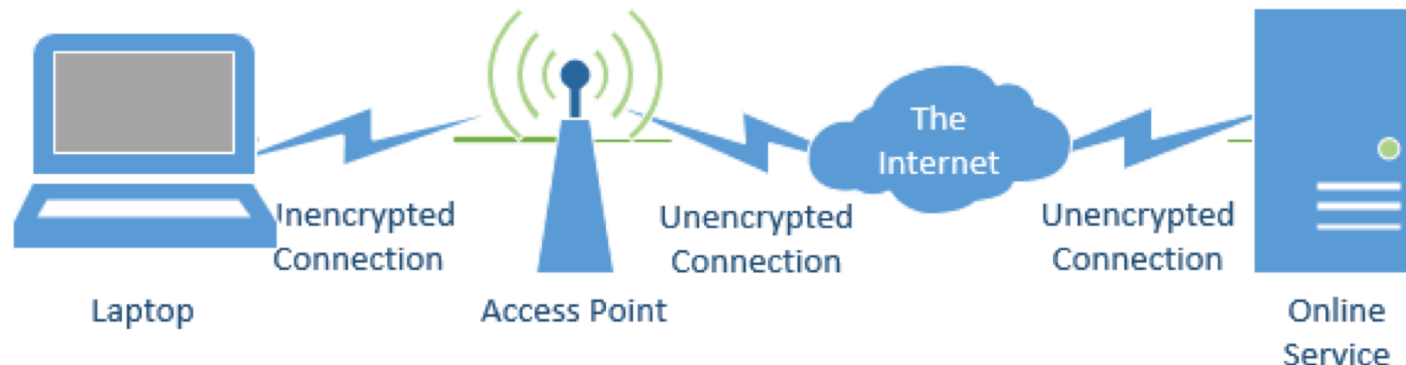 The
Internet
Unencrypted
Connection
Unencrypted
Connection
Unencrypted
Connection
Laptop
Access Point
Online
Service